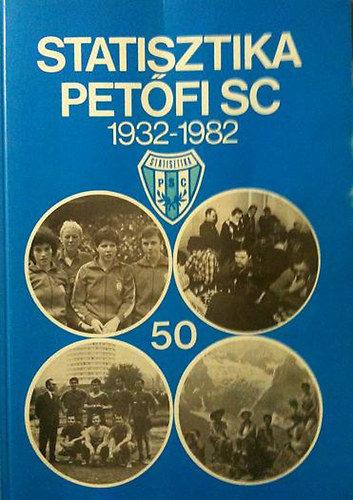 STATISZTIKA
PETŐFI SC
1932-1982
STATISZTIKA
PSC
50